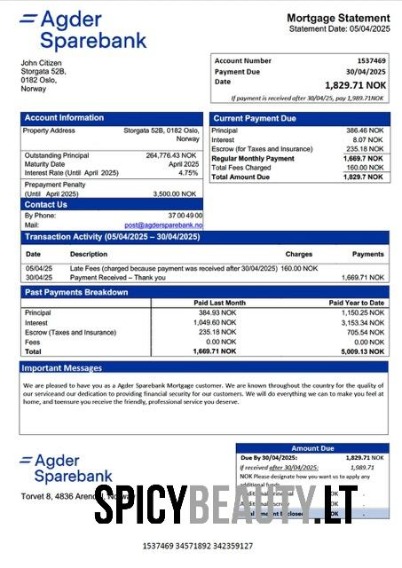 Agder
Sparebank
Mortgage Statement
Statement Date: 05/04/2025
John Citizen
Storgata 52B,
0182 Oslo,
Norway
Account Number 1537469
Payment Due 30/04/2025
Date 1,829.71 NOK
If payment is received after 30/04/25, pay 1,989.71NOK
Account Information
Property Address Storgata 52B, 0182 Oslo,
Norway
Outstanding Principal 264,776.43 NOK
Maturity Date April 2025
Interest Rate (Until April 2025) 4.75%
Prepayment Penalty
(Until April 2025) 3,500.00 NOK
Contact Us
By Phone: 37 00 49 00
Mail: post@agdersparebank.no
Current Payment Due
Principal 386.46 NOK
Interest 8.07 NOK
Escrow (for Taxes and Insurance) 235.18 NOK
Regular Monthly Payment 1,669.7 NOK
Total Fees Charged 160.00 NOK
Total Amount Due 1,829.7 NOK
Transaction Activity (05/04/2025 – 30/04/2025)
Date Description Charges Payments
05/04/25 Late Fees (charged because payment was received after 30/04/2025) 160.00 NOK
30/04/25 Payment Received – Thank you 1,669.71 NOK
Past Payments Breakdown
Paid Last Month Paid Year to Date
Principal 384.93 NOK 1,150.25 NOK
Interest 1,049.60 NOK 3,153.34 NOK
Escrow (Taxes and Insurance) 235.18 NOK 705.54 NOK
Fees 0.00 NOK 0.00 NOK
Total 1,669.71 NOK 5,009.13 NOK
Important Messages
We are pleased to have you as a Agder Sparebank Mortgage customer. We are known throughout the country for the quality of
our serviceand our dedication to providing financial security for our customers. We will do everything we can to make you feel at
home, and toensure you receive the friendly, professional service you deserve.
Agder
Sparebank
Torvet 8, 4836 Arendal, Norway
Amount Due
Due By 30/04/2025: 1,829.71 NOK
If received after 30/04/2025: 1,989.71
NOK Please designate how you want us to apply any
additional funds
SPICYBEAUTY.LT
1537469 34571892 342359127